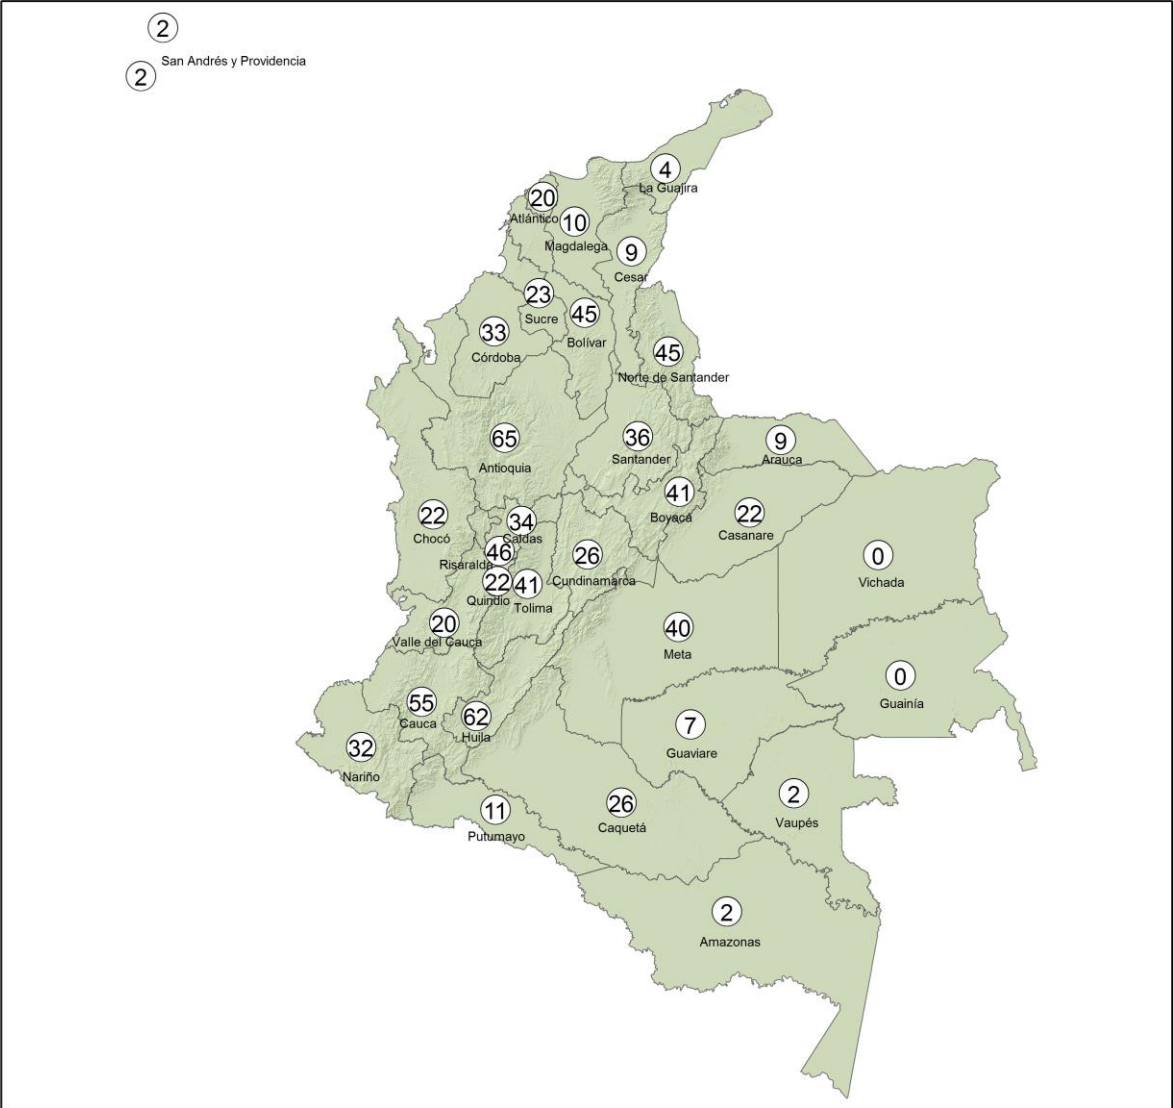 2
San Andrés y Providencia
2
4
La Guajira
20
Atlántico
10
Magdalega
9
Cesar
23
Sucre
45
Bolívar
33
Córdoba
45
Norte de Santander
65
Antioquia
36
Santander
9
Arauca
41
Boyacá
22
Casanare
22
Chocó
34
Caldas
46
Risaralda
26
Cundinamarca
0
Vichada
22
Quindio
41
Tolima
20
Valle del Cauca
40
Meta
0
Guainía
55
Cauca
62
Huila
7
Guaviare
32
Nariño
11
Putumayo
26
Caquetá
2
Vaupés
2
Amazonas